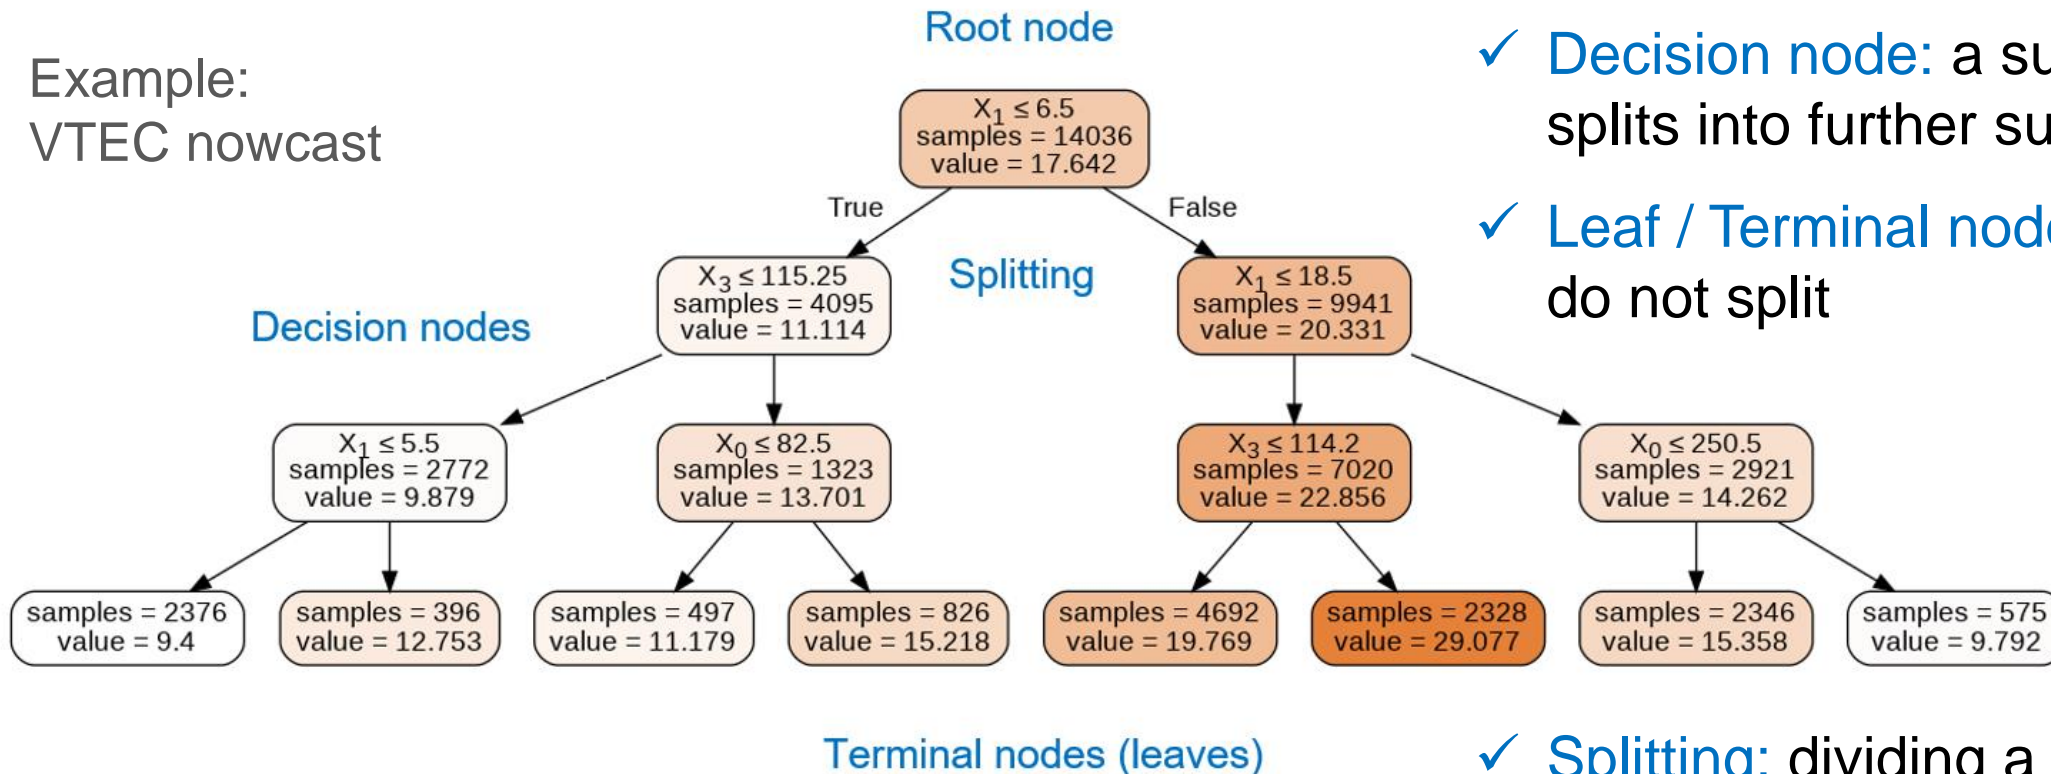 Root node
Example:
VTEC nowcast
✓ Decision node: a su
splits into further su
X1 ≤ 6.5
samples = 14036
value = 17.642
True
False
✓ Leaf / Terminal node
do not split
Splitting
Decision nodes
X3 ≤ 115.25
samples = 4095
value = 11.114
X1 ≤ 18.5
samples = 9941
value = 20.331
X1 ≤ 5.5
samples = 2772
value = 9.879
X0 ≤ 82.5
samples = 1323
value = 13.701
X3 ≤ 114.2
samples = 7020
value = 22.856
X0 ≤ 250.5
samples = 2921
value = 14.262
samples = 2376
value = 9.4
samples = 396
value = 12.753
samples = 497
value = 11.179
samples = 826
value = 15.218
samples = 4692
value = 19.769
samples = 2328
value = 29.077
samples = 2346
value = 15.358
samples = 575
value = 9.792
Terminal nodes (leaves)
✓ Splitting: dividing a